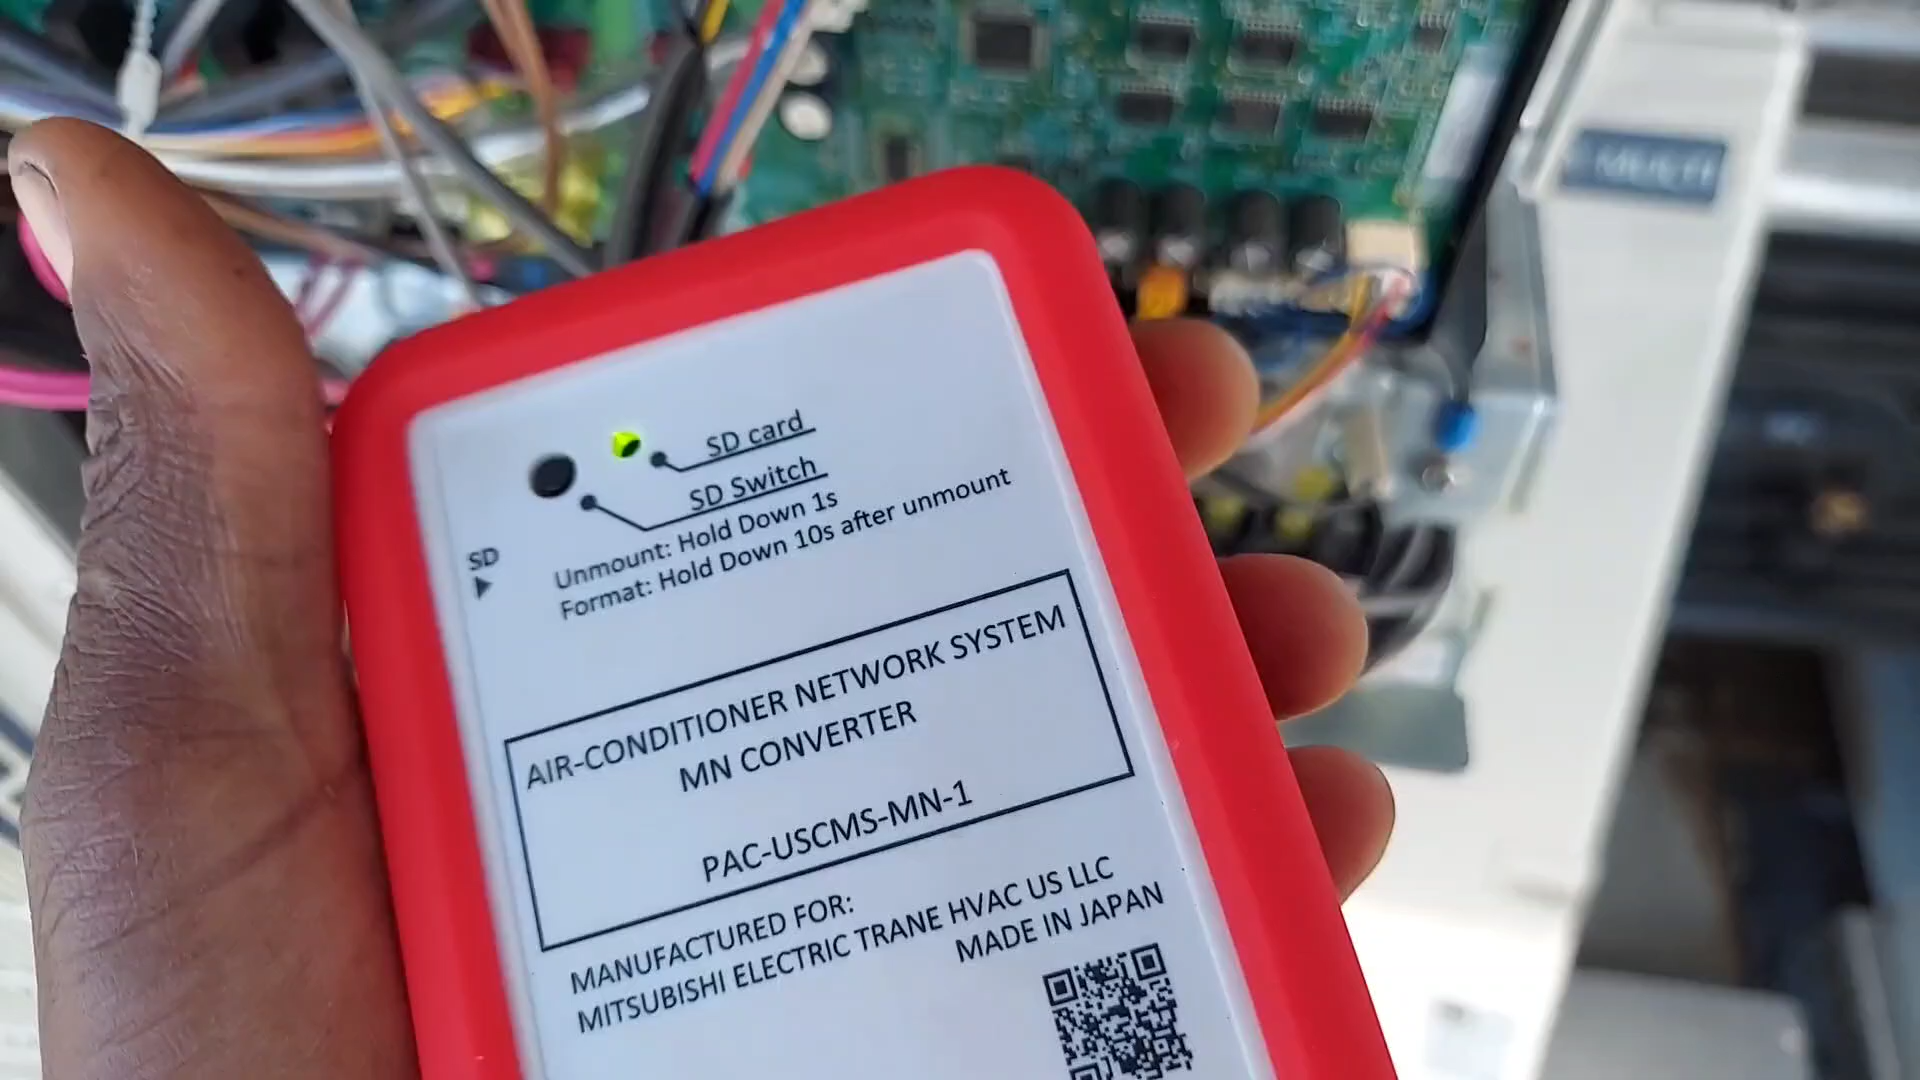 SD card
SD Switch
Unmount: Hold Down 1s
Format: Hold Down 10s after unmount
SD
AIR-CONDITIONER NETWORK SYSTEM
MN CONVERTER
PAC-USCMS-MN-1
MANUFACTURED FOR:
MITSUBISHI ELECTRIC TRANE HVAC US LLC
MADE IN JAPAN
MULTI